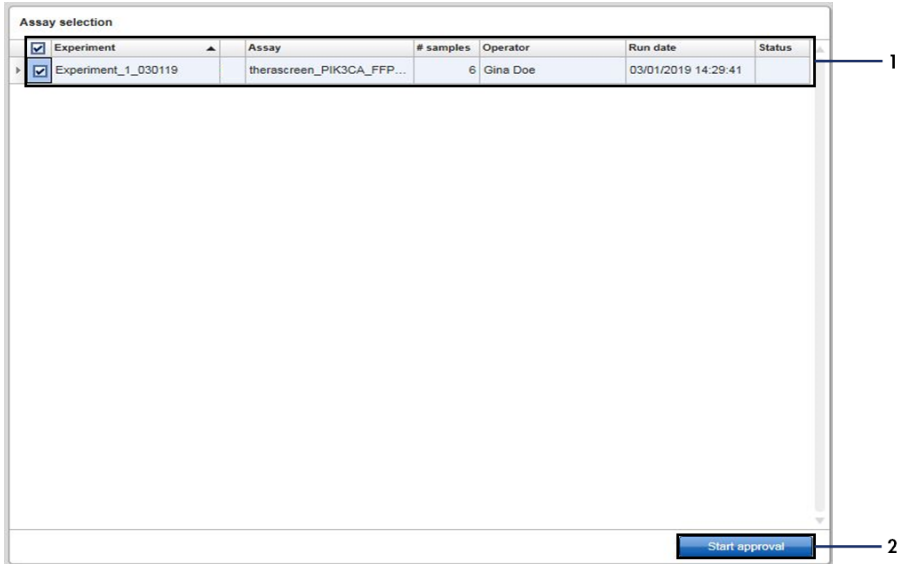 Assay selection
Experiment Assay # samples Operator Run date Status
Experiment_1_030119 therascreen_PIK3CA_FFP... 6 Gina Doe 03/01/2019 14:29:41
1
Start approval
2